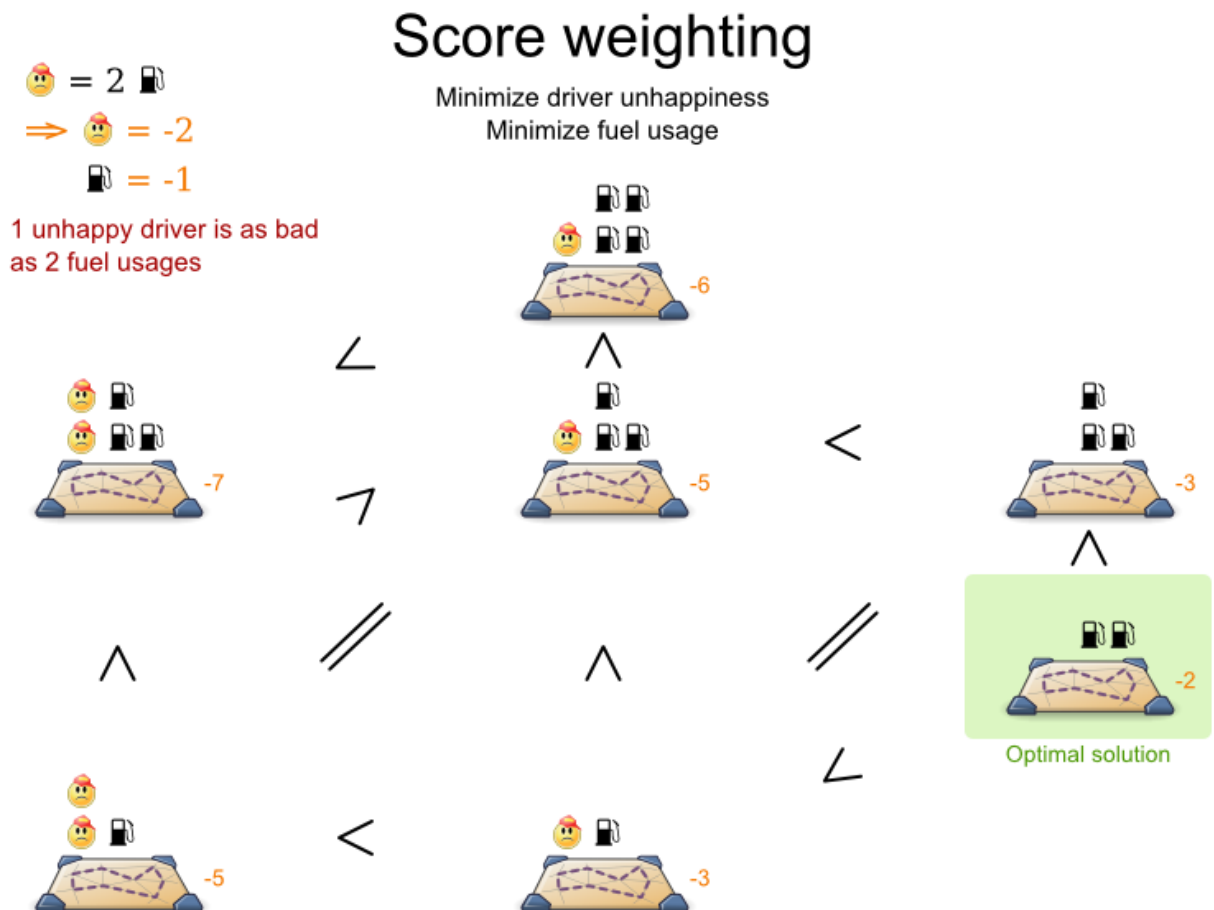 Score weighting
Minimize driver unhappiness
Minimize fuel usage
= 2
⇒ = -2
= -1
1 unhappy driver is as bad
as 2 fuel usages
-6
<
<
-7
-5
<
-3
<
<
=
=
<
<
-2
Optimal solution
<
-5
<
-3